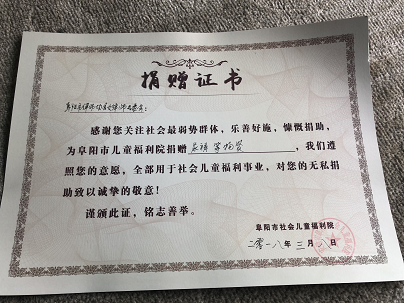 捐赠证书
感谢您关注社会最弱势群体，乐善好施，慷慨捐助，
为阜阳市儿童福利院捐赠 ，我们遵
照您的意愿，全部用于社会儿童福利事业，对您的无私捐
助致以诚挚的敬意！
谨颁此证，铭志善举。
阜阳市社会儿童福利院
二零一八年三月八日